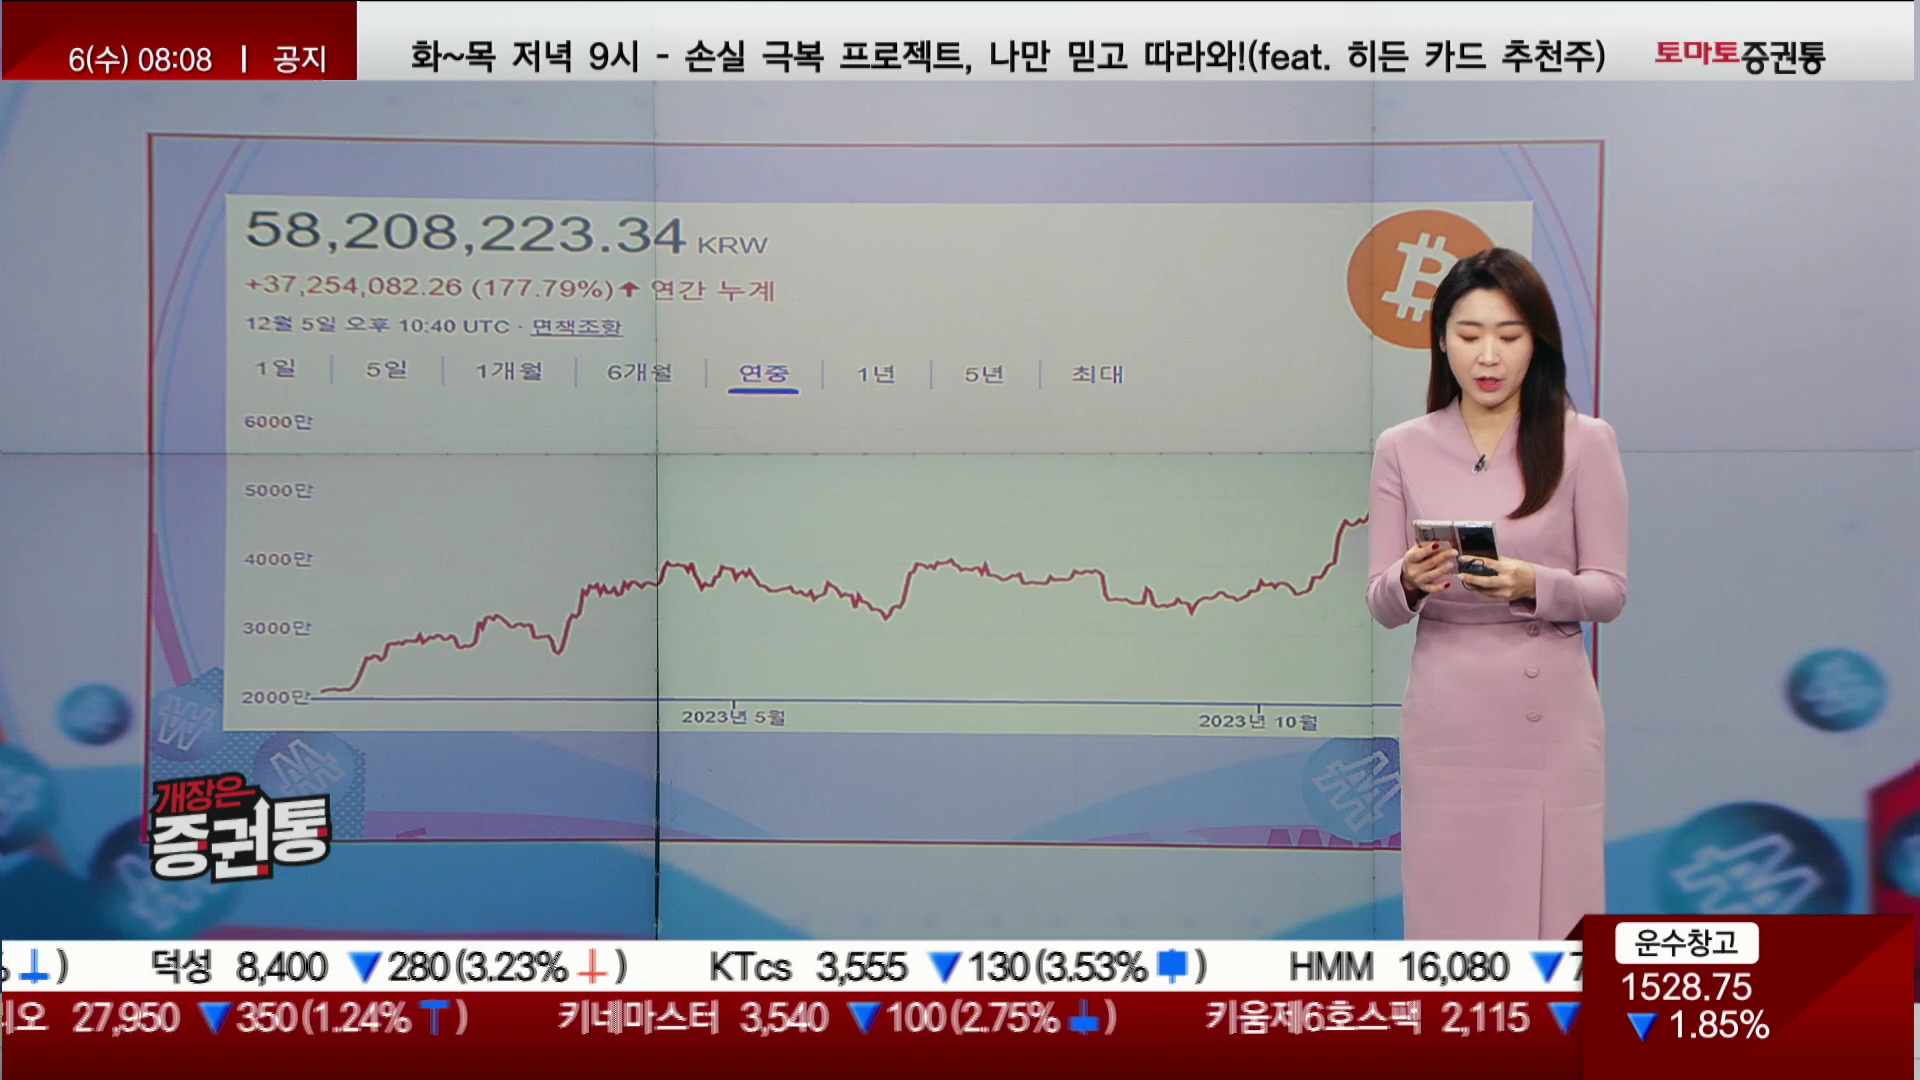 6(수) 08:08 | 공지
화~목 저녁 9시 - 손실 극복 프로젝트, 나만 믿고 따라와!(feat. 히든 카드 추천주)
토마토증권통
58,208,223.34 KRW
+37,254,082.26 (177.79%)↑ 연간 누계
12월 5일 오후 10:40 UTC · 면책조항
1일 | 5일 | 1개월 | 6개월 | 연중 | 1년 | 5년 | 최대
6000만
5000만
4000만
3000만
2000만
2023년 5월 2023년 10월
개장은
증권통
덕성 8,400 ▼280(3.23%) KTcs 3,555 ▼130(3.53%) HMM 16,080 ▼7
리오 27,950 ▼350(1.24%) 키네마스터 3,540 ▼100(2.75%) 키움제6호스팩 2,115 ▼
운수창고
1528.75
▼ 1.85%